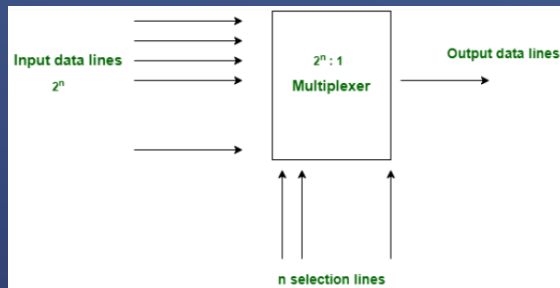 Input data lines
2ⁿ
2ⁿ : 1
Multiplexer
Output data lines
n selection lines